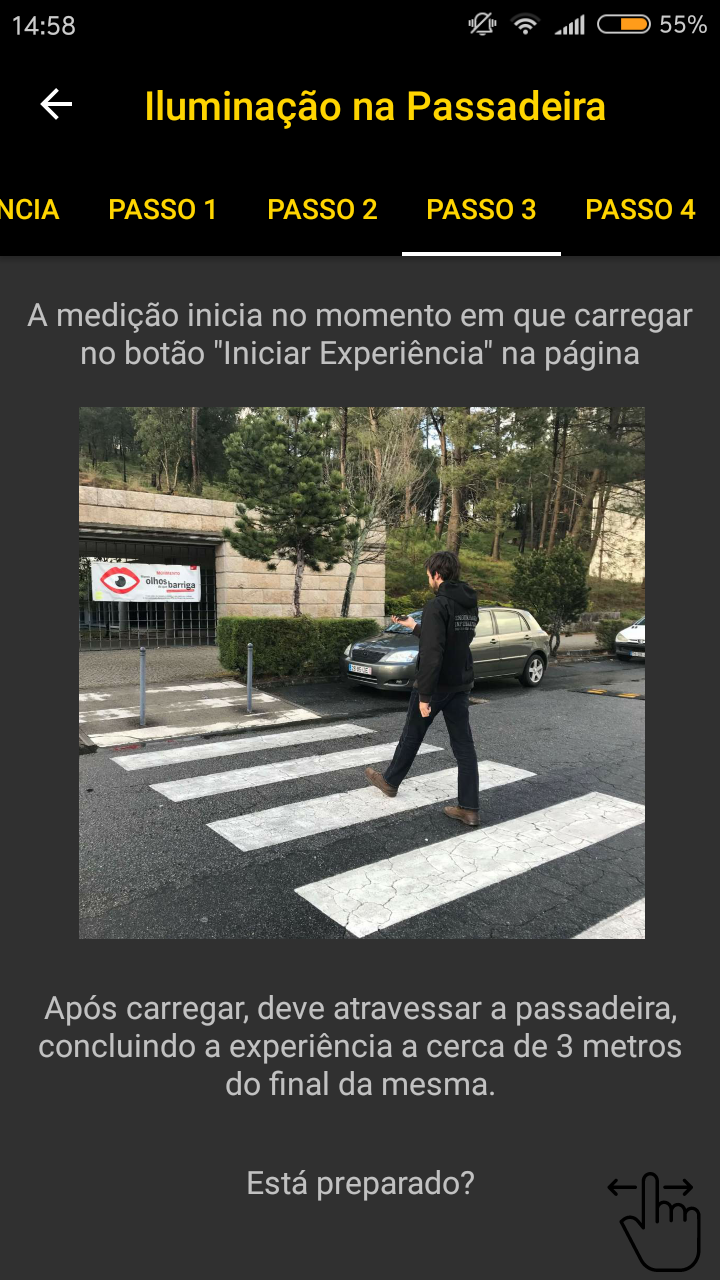 14:58
55%
Iluminação na Passadeira
NCIA PASSO 1 PASSO 2 PASSO 3 PASSO 4
A medição inicia no momento em que carregar
no botão "Iniciar Experiência" na página
olhos
barriga
Após carregar, deve atravessar a passadeira,
concluindo a experiência a cerca de 3 metros
do final da mesma.
Está preparado?